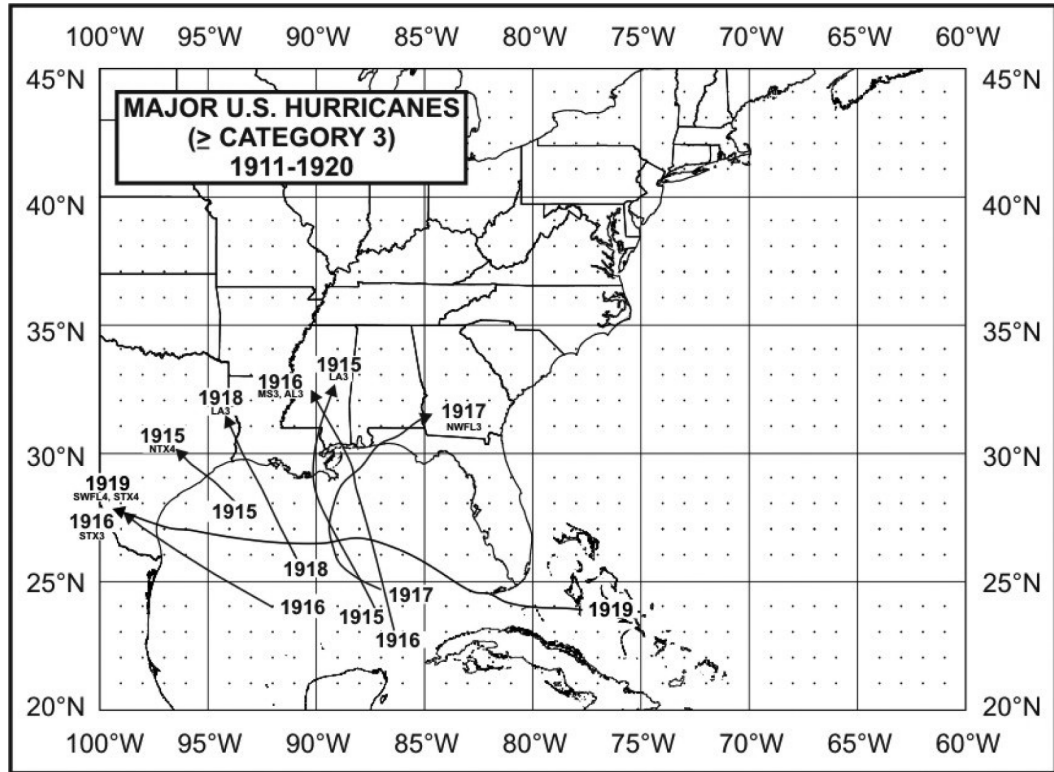 100°W 95°W 90°W 85°W 80°W 75°W 70°W 65°W 60°W
45°N 45°N
MAJOR U.S. HURRICANES
(≥ CATEGORY 3)
1911-1920
40°N 40°N
35°N 35°N
1915
LA3
1916
MS3, AL3
1918
LA3
1917
NWFL3
1915
NTX4
30°N 30°N
1919
SWFL4, STX4
1915
1916
STX3
1918
25°N 25°N
1917
1916
1915
1919
1916
20°N 20°N
100°W 95°W 90°W 85°W 80°W 75°W 70°W 65°W 60°W